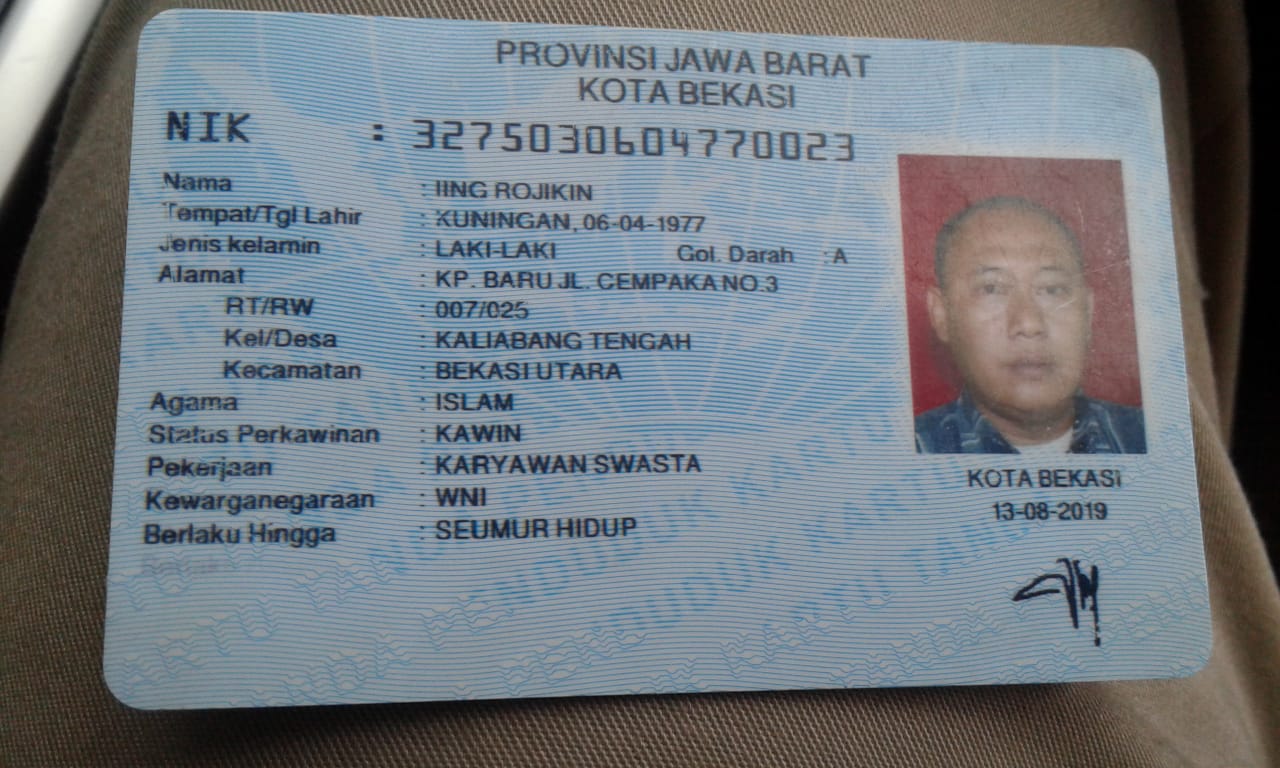 PROVINSI JAWA BARAT
KOTA BEKASI
NIK : 3275030604770023
Nama : IING ROJIKIN
Tempat/Tgl Lahir : KUNINGAN, 06-04-1977
Jenis kelamin : LAKI-LAKI Gol. Darah : A
Alamat : KP. BARU JL. CEMPAKA NO.3
RT/RW : 007/025
Kel/Desa : KALIABANG TENGAH
Kecamatan : BEKASI UTARA
Agama : ISLAM
Status Perkawinan : KAWIN
Pekerjaan : KARYAWAN SWASTA
Kewarganegaraan : WNI
Berlaku Hingga : SEUMUR HIDUP
KOTA BEKASI
13-08-2019